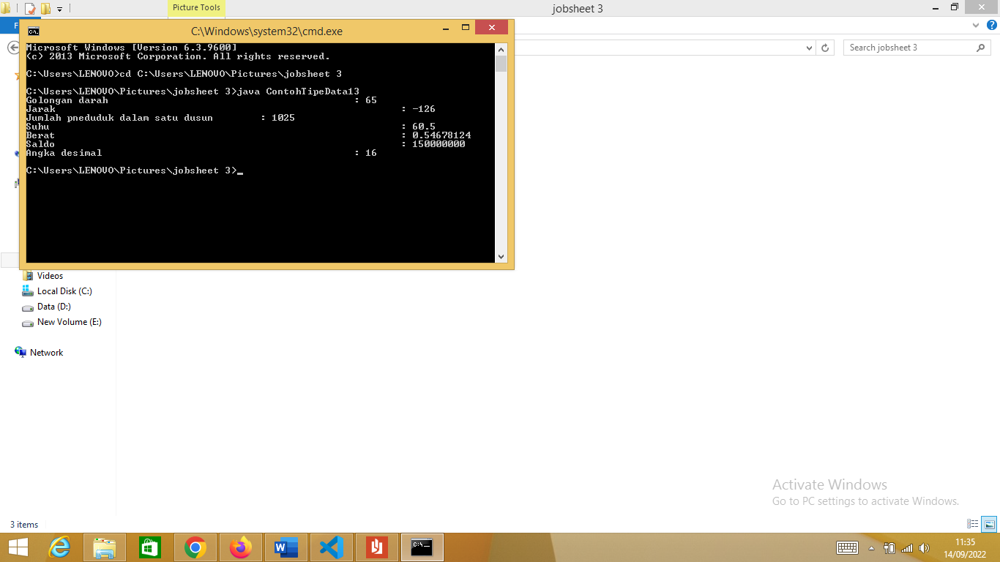 Picture Tools
jobsheet 3
F
C:\Windows\system32\cmd.exe
Search jobsheet 3
Microsoft Windows [Version 6.3.9600]
(c) 2013 Microsoft Corporation. All rights reserved.
C:\Users\LENOVO>cd C:\Users\LENOVO\Pictures\jobsheet 3
C:\Users\LENOVO\Pictures\jobsheet 3>java ContohTipeData13
Golongan darah : 65
Jarak : -126
Jumlah pneduduk dalam satu dusun : 1025
Suhu : 60.5
Berat : 0.54678124
Saldo : 150000000
Angka desimal : 16
C:\Users\LENOVO\Pictures\jobsheet 3>_
Videos
Local Disk (C:)
Data (D:)
New Volume (E:)
Network
Activate Windows
Go to PC settings to activate Windows.
3 items
11:35
14/09/2022